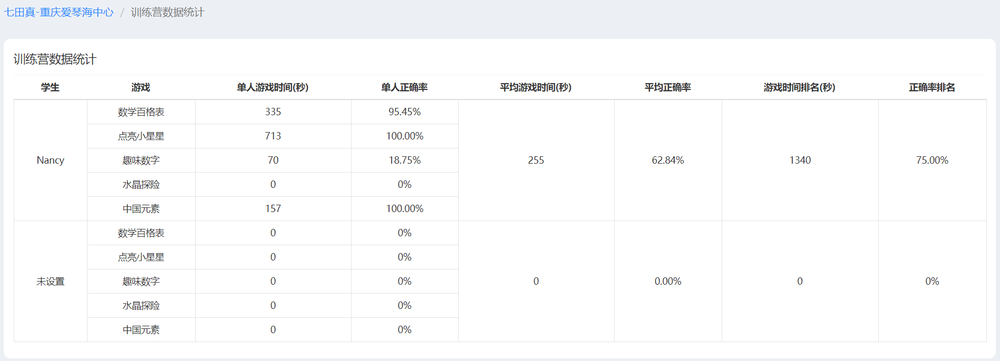 七田真-重庆爱琴海中心 / 训练营数据统计
训练营数据统计
学生 游戏 单人游戏时间(秒) 单人正确率 平均游戏时间(秒) 平均正确率 游戏时间排名(秒) 正确率排名
数学百格表 335 95.45%
点亮小星星 713 100.00%
Nancy 趣味数字 70 18.75% 255 62.84% 1340 75.00%
水晶探险 0 0%
中国元素 157 100.00%
数学百格表 0 0%
点亮小星星 0 0%
未设置 趣味数字 0 0% 0 0.00% 0 0%
水晶探险 0 0%
中国元素 0 0%